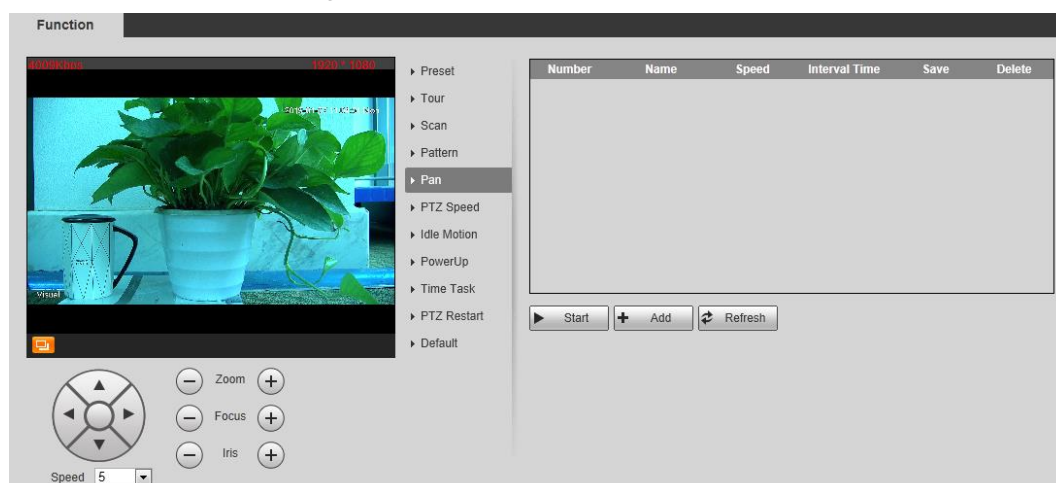 Function
4009Kbps 1920 * 1080
Visual
Speed 5
Zoom
Focus
Iris
Preset
Tour
Scan
Pattern
Pan
PTZ Speed
Idle Motion
PowerUp
Time Task
PTZ Restart
Default
Number Name Speed Interval Time Save Delete
Start Add Refresh